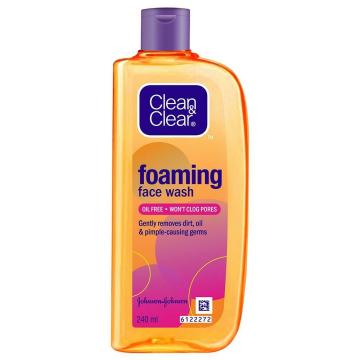 Clean &
Clear®
TM
foaming
face wash
OIL FREE • WON'T CLOG PORES
Gently removes dirt, oil
& pimple-causing germs
Johnson&Johnson
240 ml
6122272